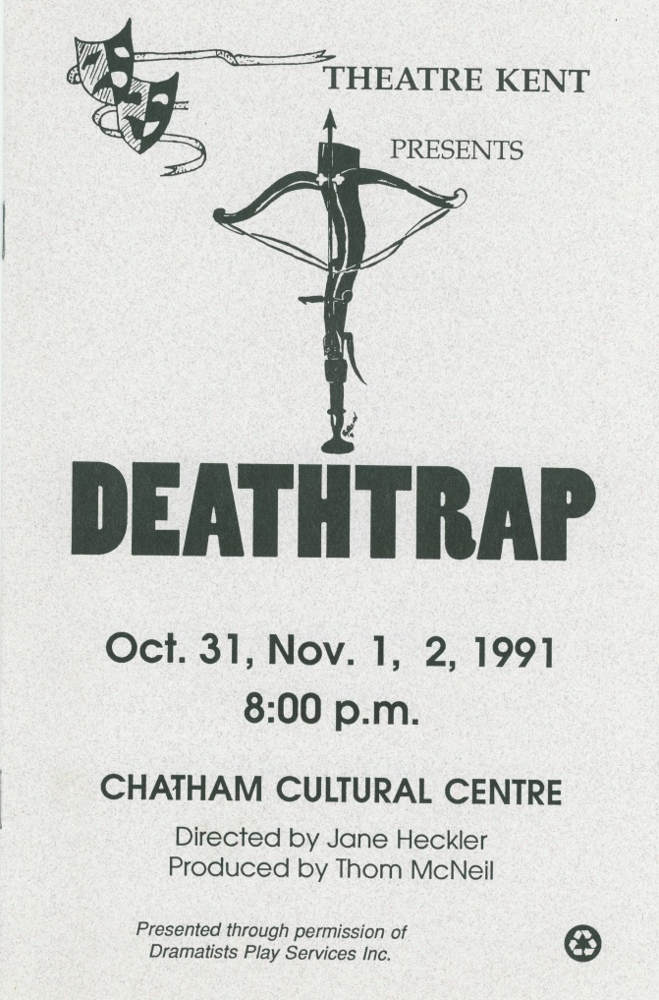 THEATRE KENT
PRESENTS
DEATHTRAP
Oct. 31, Nov. 1, 2, 1991
8:00 p.m.
CHATHAM CULTURAL CENTRE
Directed by Jane Heckler
Produced by Thom McNeil
Presented through permission of
Dramatists Play Services Inc.